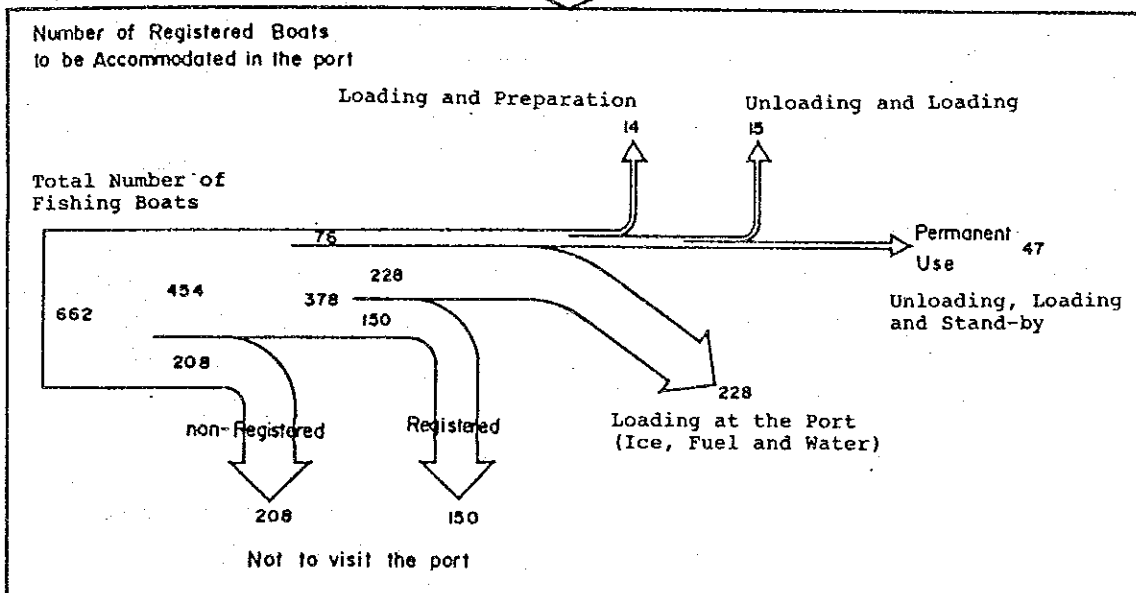 Number of Registered Boats
to be Accommodated in the port
Loading and Preparation
14
Unloading and Loading
15
Total Number of
Fishing Boats
76
Permanent
Use
47
Unloading, Loading
and Stand-by
662
454
228
378
150
208
228
Loading at the Port
(Ice, Fuel and Water)
non-Registered
Registered
208
150
Not to visit the port